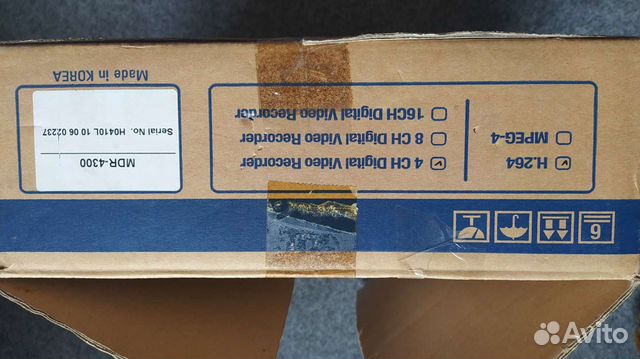 6
H.264
MPEG-4
4 CH Digital Video Recorder
8 CH Digital Video Recorder
16CH Digital Video Recorder
MDR-4300
Serial No. H0410L 10 06 02237
Made in KOREA
Avito